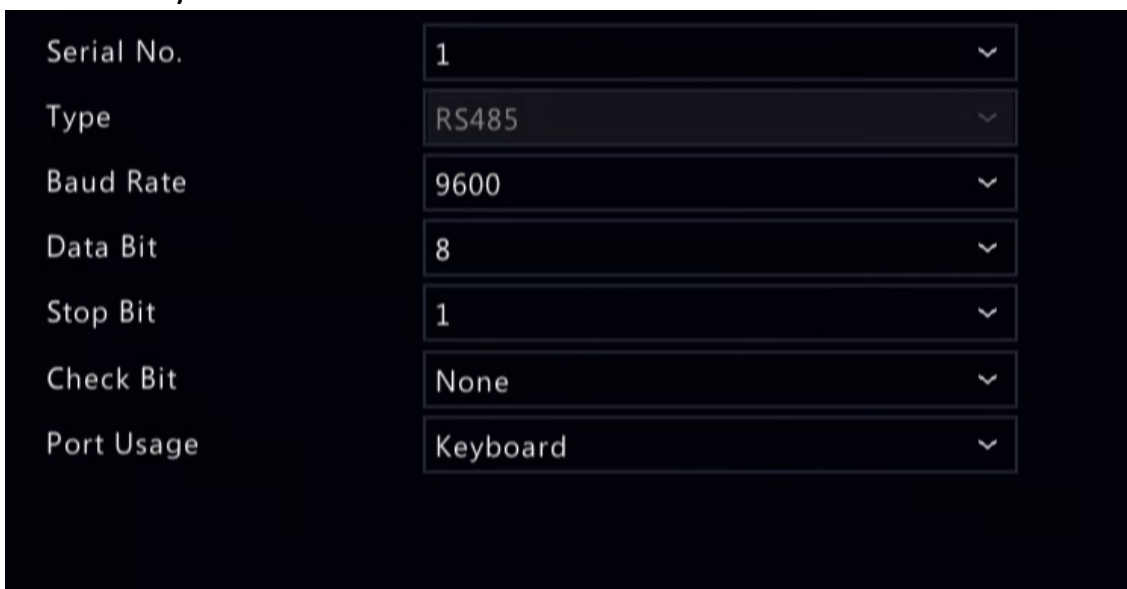 Serial No. 1
Type RS485
Baud Rate 9600
Data Bit 8
Stop Bit 1
Check Bit None
Port Usage Keyboard